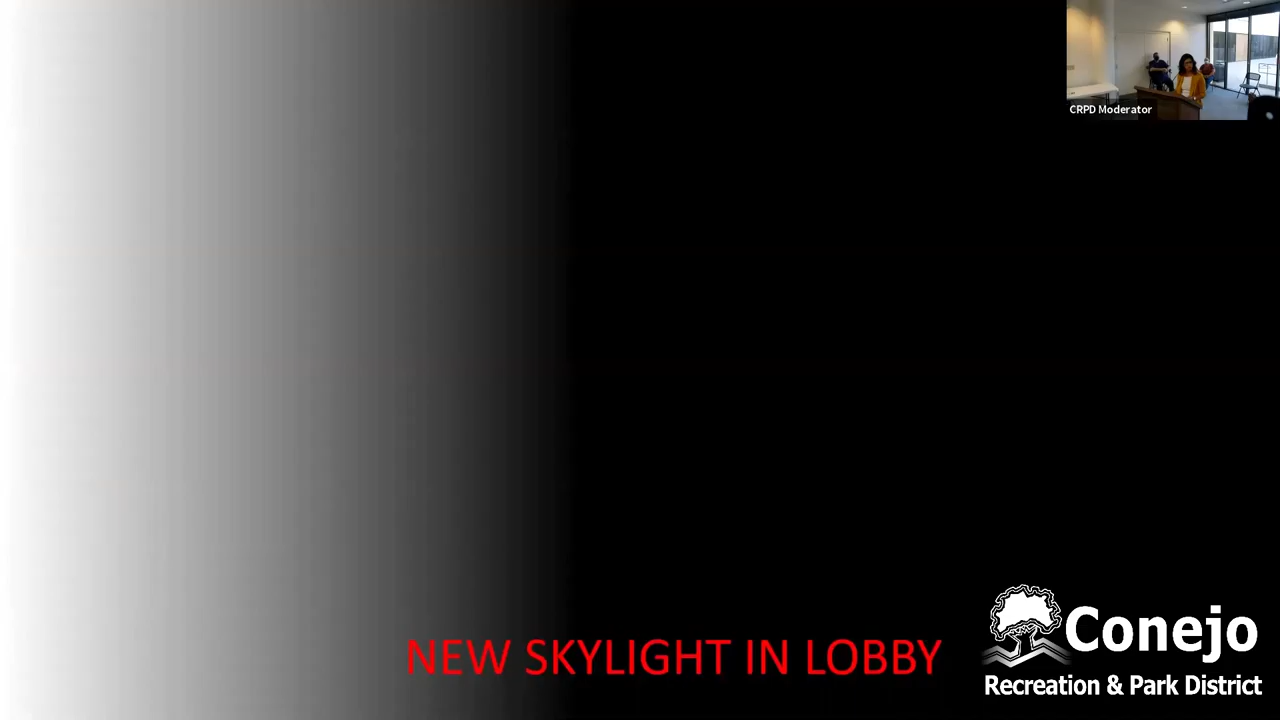 CRPD Moderator
NEW SKYLIGHT IN LOBBY
Conejo
Recreation & Park District